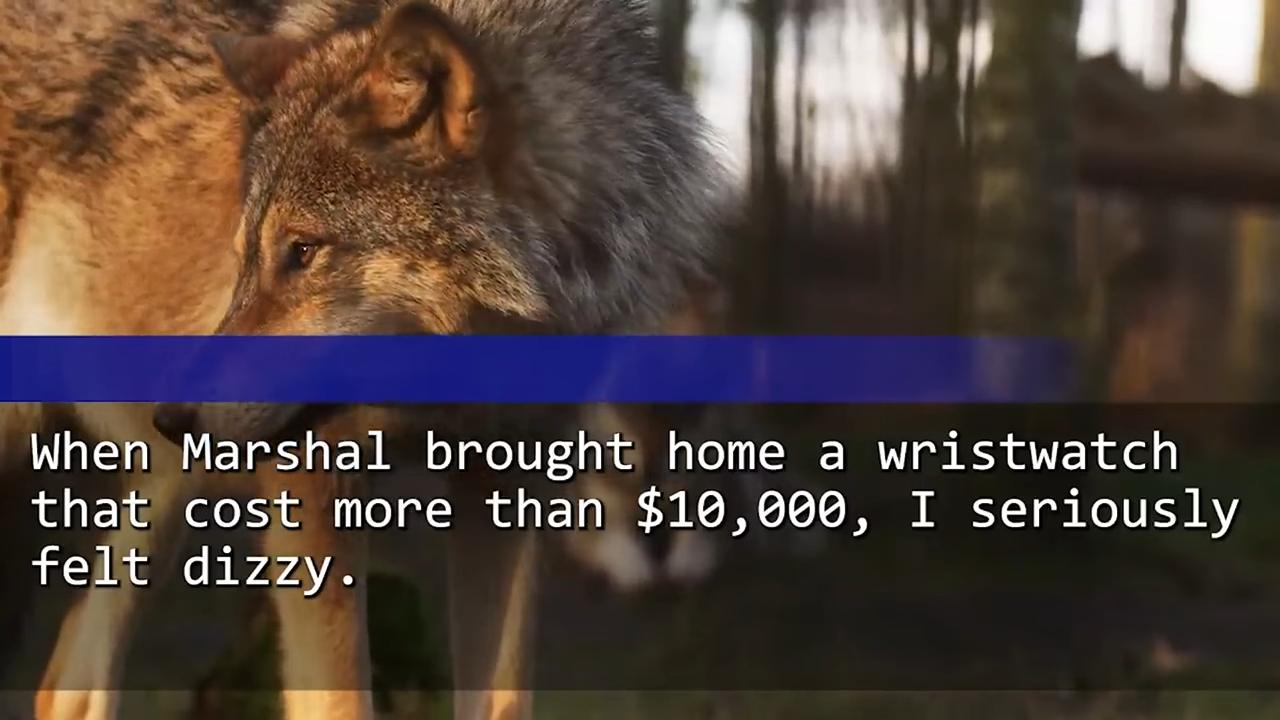 When Marshal brought home a wristwatch
that cost more than $10,000, I seriously
felt dizzy.